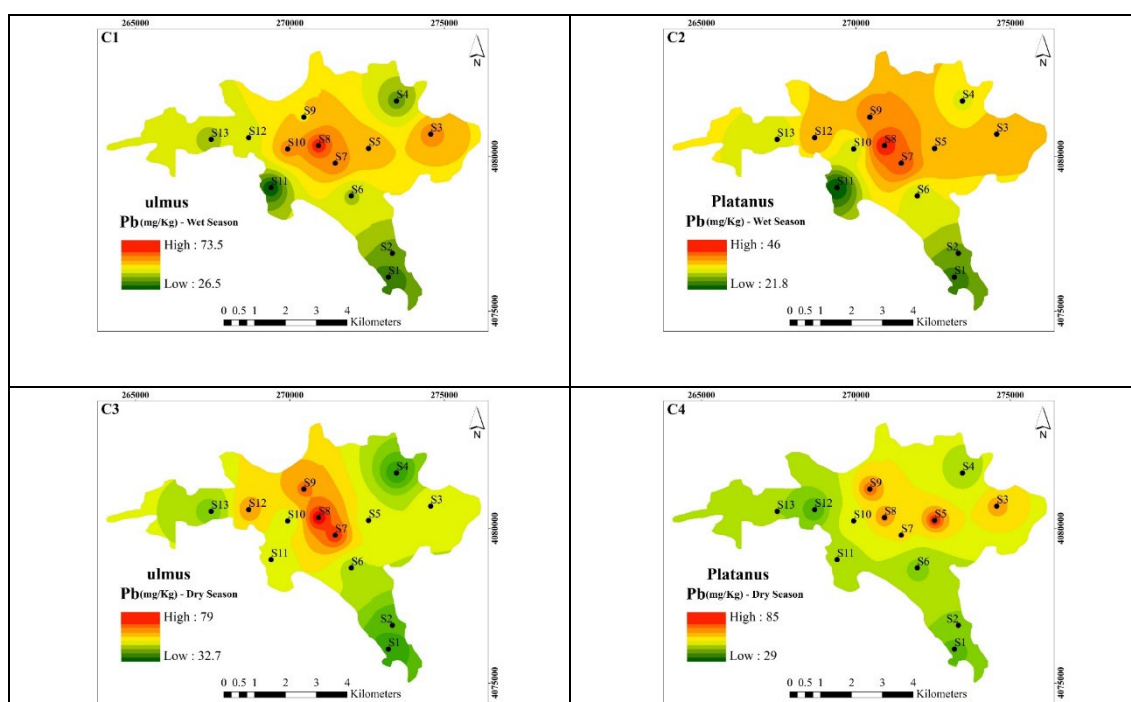 265000 270000 275000
C1
N
S4
S9
S3
S13 S12
S10 S8 S5
S7
4080000
S11
S6
ulmus
Pb(mg/Kg) - Wet Season
High : 73.5
Low : 26.5
S2
S1
0 0.5 1 2 3 4
Kilometers
4075000
265000 270000 275000
C2
N
S4
S9
S3
S13 S12
S10 S8 S5
S7
4080000
S11
S6
Platanus
Pb(mg/Kg) - Wet Season
High : 46
Low : 21.8
S2
S1
0 0.5 1 2 3 4
Kilometers
4075000
265000 270000 275000
C3
N
S4
S9
S3
S13 S12
S10 S8 S5
S7
4080000
S11
S6
ulmus
Pb(mg/Kg) - Dry Season
High : 79
Low : 32.7
S2
S1
0 0.5 1 2 3 4
Kilometers
4075000
265000 270000 275000
C4
N
S4
S9
S3
S13 S12
S10 S8 S5
S7
4080000
S11
S6
Platanus
Pb(mg/Kg) - Dry Season
High : 85
Low : 29
S2
S1
0 0.5 1 2 3 4
Kilometers
4075000